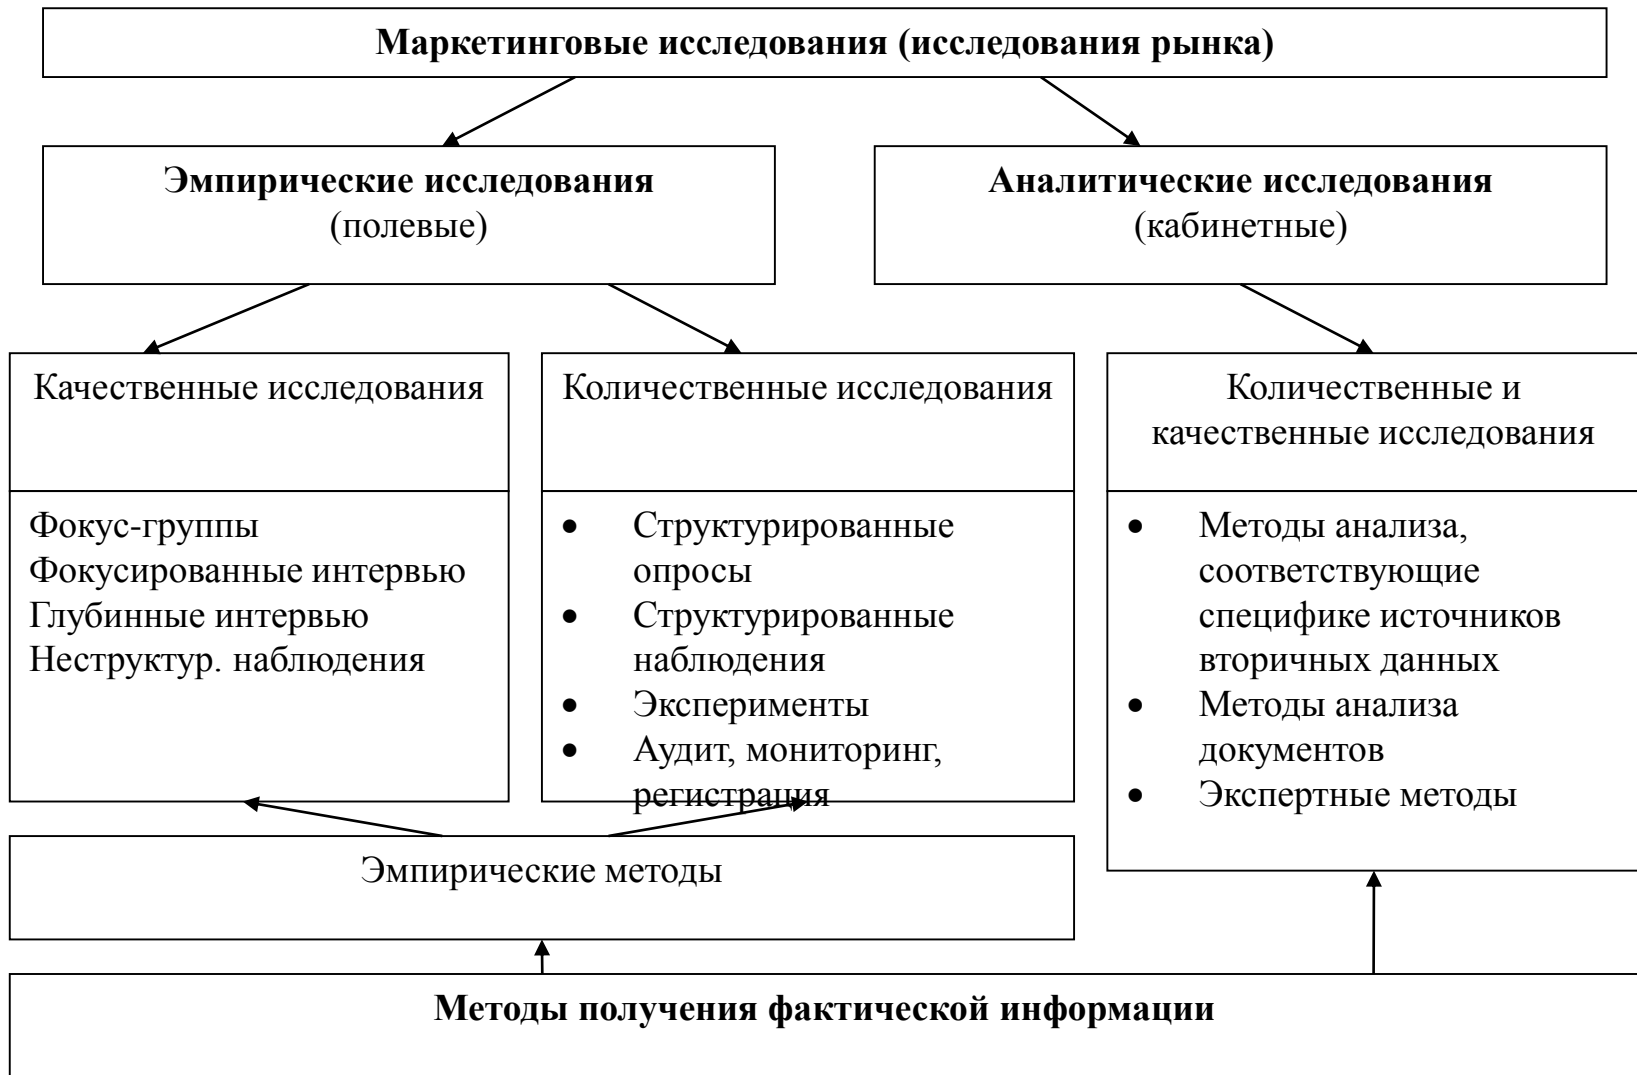 Маркетинговые исследования (исследования рынка)
Эмпирические исследования
(полевые)
Аналитические исследования
(кабинетные)
Качественные исследования
Фокус-группы
Фокусированные интервью
Глубинные интервью
Неструктур. наблюдения
Количественные исследования
• Структурированные
опросы
• Структурированные
наблюдения
• Эксперименты
• Аудит, мониторинг,
регистрация
Количественные и
качественные исследования
• Методы анализа,
соответствующие
специфике источников
вторичных данных
• Методы анализа
документов
• Экспертные методы
Эмпирические методы
Методы получения фактической информации